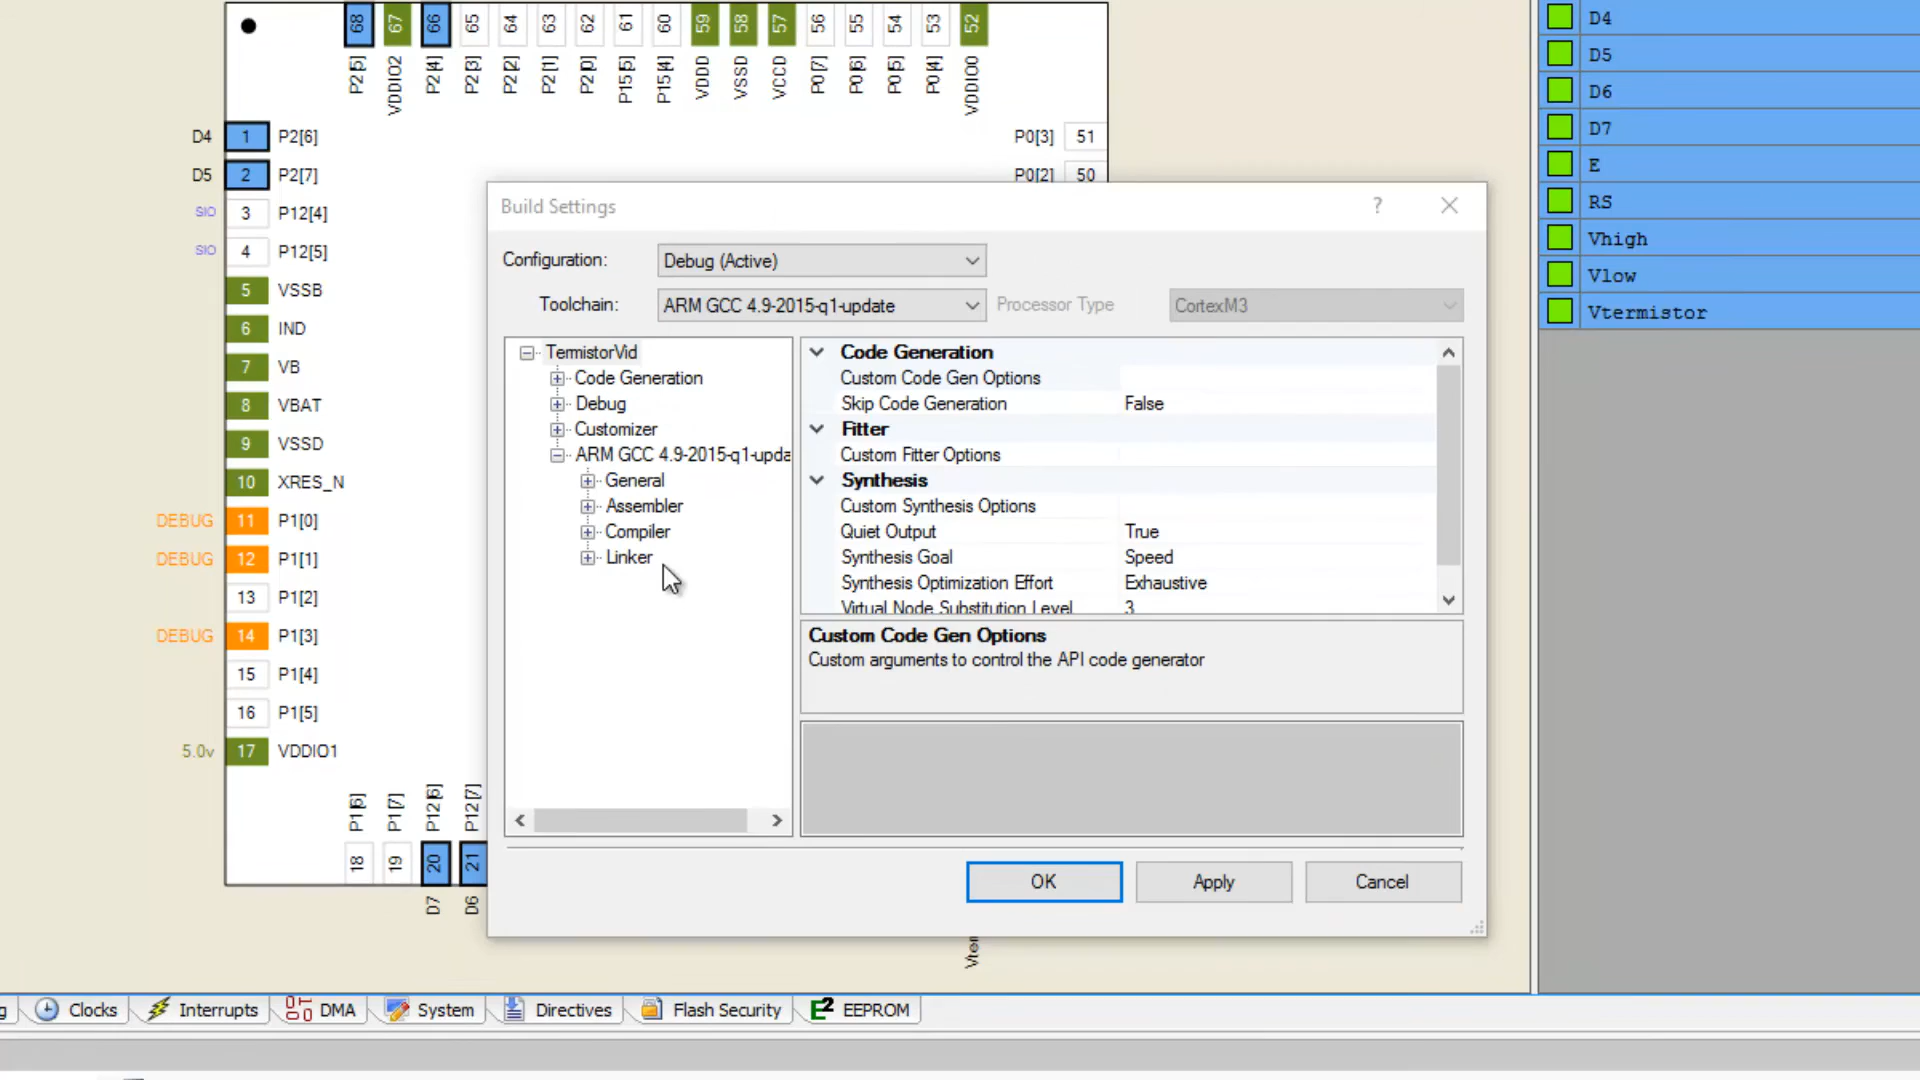 68 67 66 65 64 63 62 61 60 59 58 57 56 55 54 53 52
P2[5] VDDIO2 P2[4] P2[3] P2[2] P2[1] P2[0] P15[5] P15[4] VDDD VSSD VCCD P0[7] P0[6] P0[5] P0[4] VDDIO0
D4 1 P2[6]
D5 2 P2[7]
SIO 3 P12[4]
SIO 4 P12[5]
5 VSSB
6 IND
7 VB
8 VBAT
9 VSSD
10 XRES_N
DEBUG 11 P1[0]
DEBUG 12 P1[1]
13 P1[2]
DEBUG 14 P1[3]
15 P1[4]
16 P1[5]
5.0v 17 VDDIO1
P1[6] P1[7] P12[6] P12[7]
18 19 20 21
D7 D6
P0[3] 51
P0[2] 50
Build Settings
?
Configuration: Debug (Active)
Toolchain: ARM GCC 4.9-2015-q1-update Processor Type CortexM3
TermistorVid
Code Generation
Debug
Customizer
ARM GCC 4.9-2015-q1-upda
General
Assembler
Compiler
Linker
Code Generation
Custom Code Gen Options
Skip Code Generation False
Fitter
Custom Fitter Options
Synthesis
Custom Synthesis Options
Quiet Output True
Synthesis Goal Speed
Synthesis Optimization Effort Exhaustive
Virtual Node Substitution Level 3
Custom Code Gen Options
Custom arguments to control the API code generator
OK Apply Cancel
D4
D5
D6
D7
E
RS
Vhigh
Vlow
Vtermistor
Clocks Interrupts DMA System Directives Flash Security EEPROM